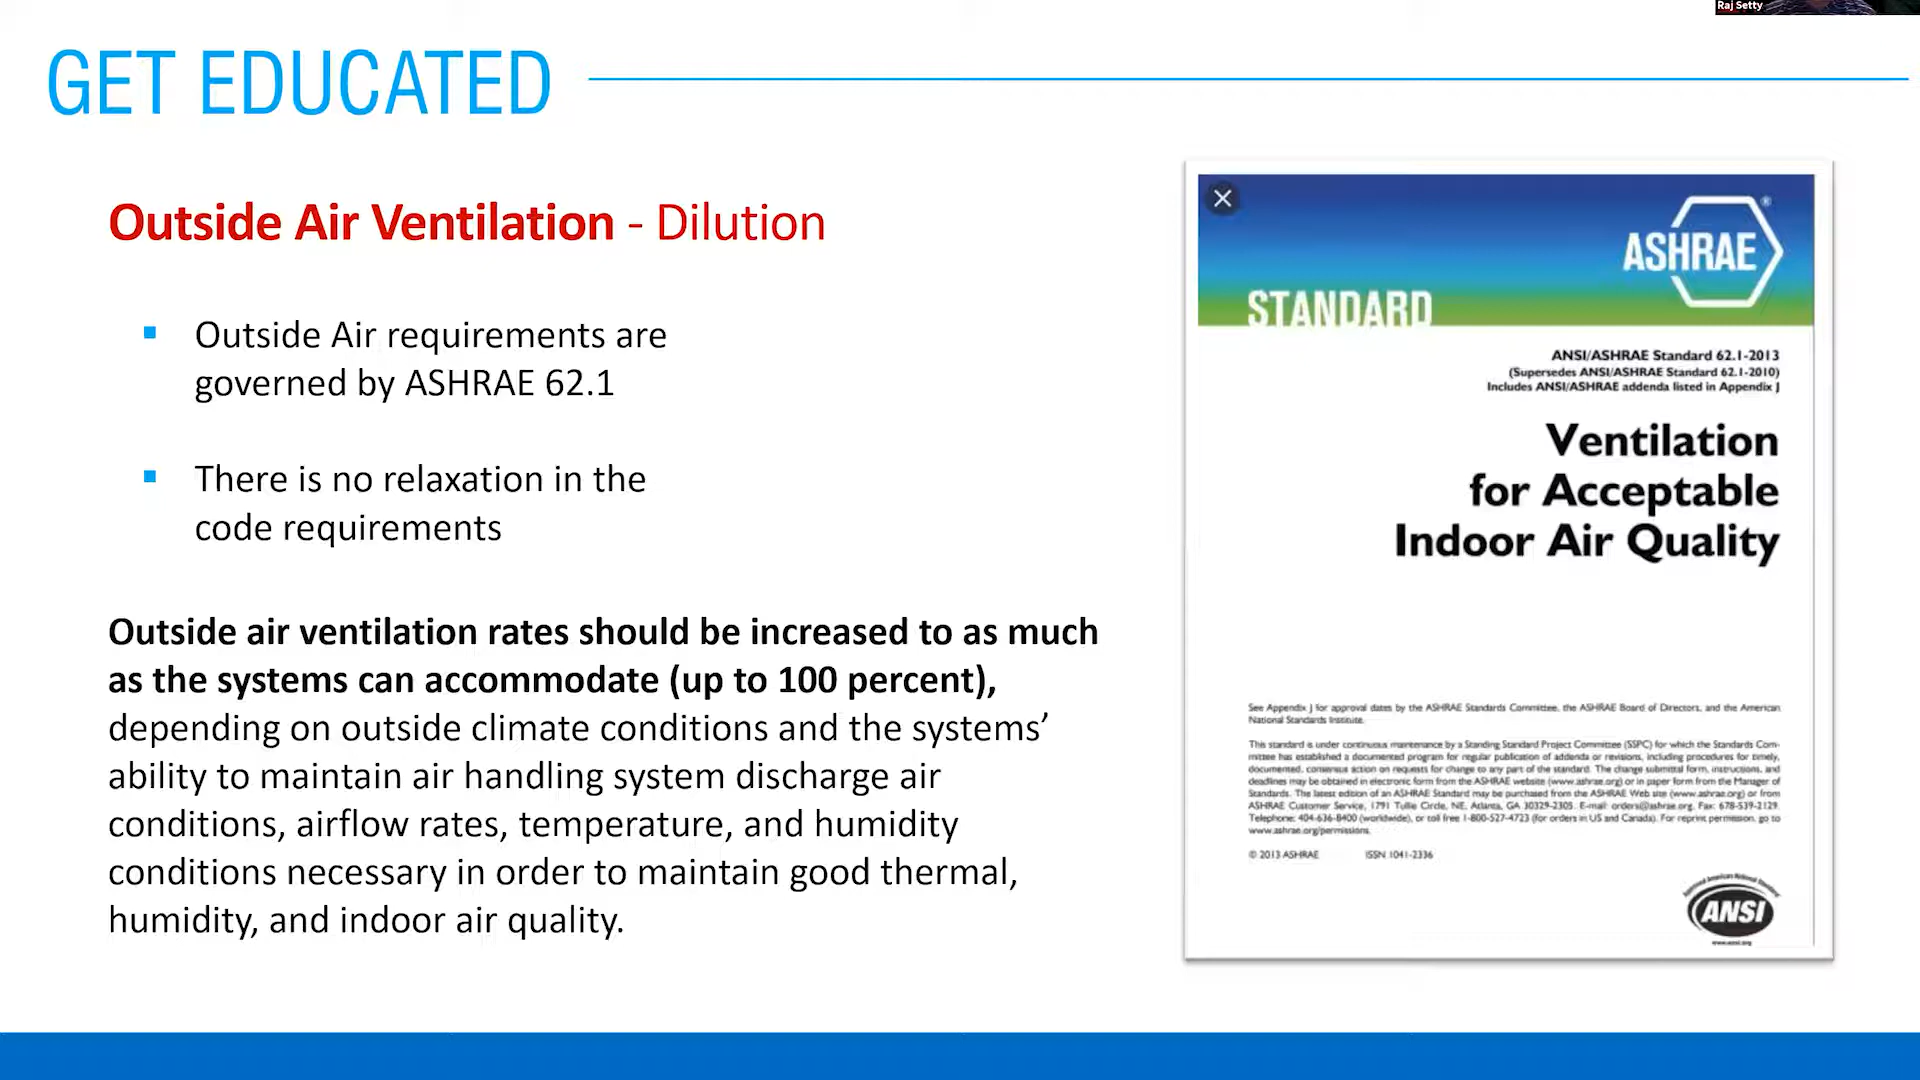 Raj Setty
GET EDUCATED
Outside Air Ventilation - Dilution
▪ Outside Air requirements are
governed by ASHRAE 62.1
▪ There is no relaxation in the
code requirements
Outside air ventilation rates should be increased to as much
as the systems can accommodate (up to 100 percent),
depending on outside climate conditions and the systems’
ability to maintain air handling system discharge air
conditions, airflow rates, temperature, and humidity
conditions necessary in order to maintain good thermal,
humidity, and indoor air quality.
ASHRAE®
STANDARD
ANSI/ASHRAE Standard 62.1-2013
(Supersedes ANSI/ASHRAE Standard 62.1-2010)
Includes ANSI/ASHRAE addenda listed in Appendix J
Ventilation
for Acceptable
Indoor Air Quality
See Appendix J for approval dates by the ASHRAE Standards Committee, the ASHRAE Board of Directors, and the American
National Standards Institute.
This standard is under continuous maintenance by a Standing Standard Project Committee (SSPC) for which the Standards Com-
mittee has established a documented program for regular publication of addenda or revisions, including procedures for timely,
documented, consensus action on requests for change to any part of the standard. The change submittal form, instructions, and
deadlines may be obtained in electronic form from the ASHRAE website (www.ashrae.org) or in paper form from the Manager of
Standards. The latest edition of an ASHRAE Standard may be purchased from the ASHRAE Web site (www.ashrae.org) or from
ASHRAE Customer Service, 1791 Tullie Circle, NE, Atlanta, GA 30329-2305. E-mail: orders@ashrae.org. Fax: 678-539-2129.
Telephone: 404-636-8400 (worldwide), or toll free 1-800-527-4723 (for orders in US and Canada). For reprint permission, go to
www.ashrae.org/permissions.
© 2013 ASHRAE ISSN 1041-2336
Approved American National Standard
ANSI
www.ansi.org